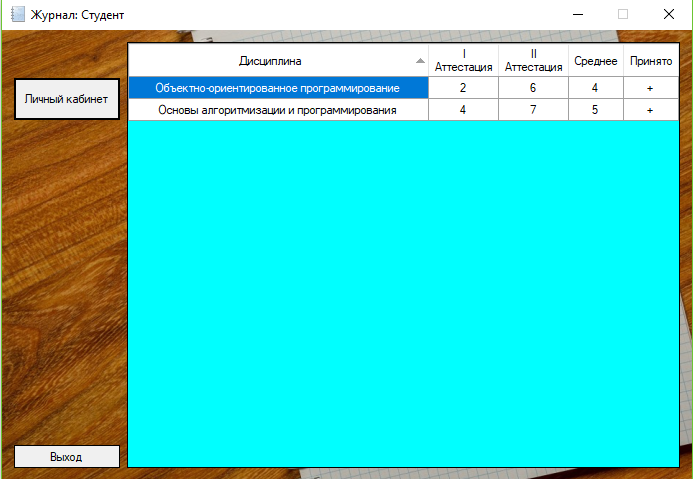 Журнал: Студент
Дисциплина I Аттестация II Аттестация Среднее Принято
Личный кабинет
Объектно-ориентированное программирование 2 6 4 +
Основы алгоритмизации и программирования 4 7 5 +
Выход